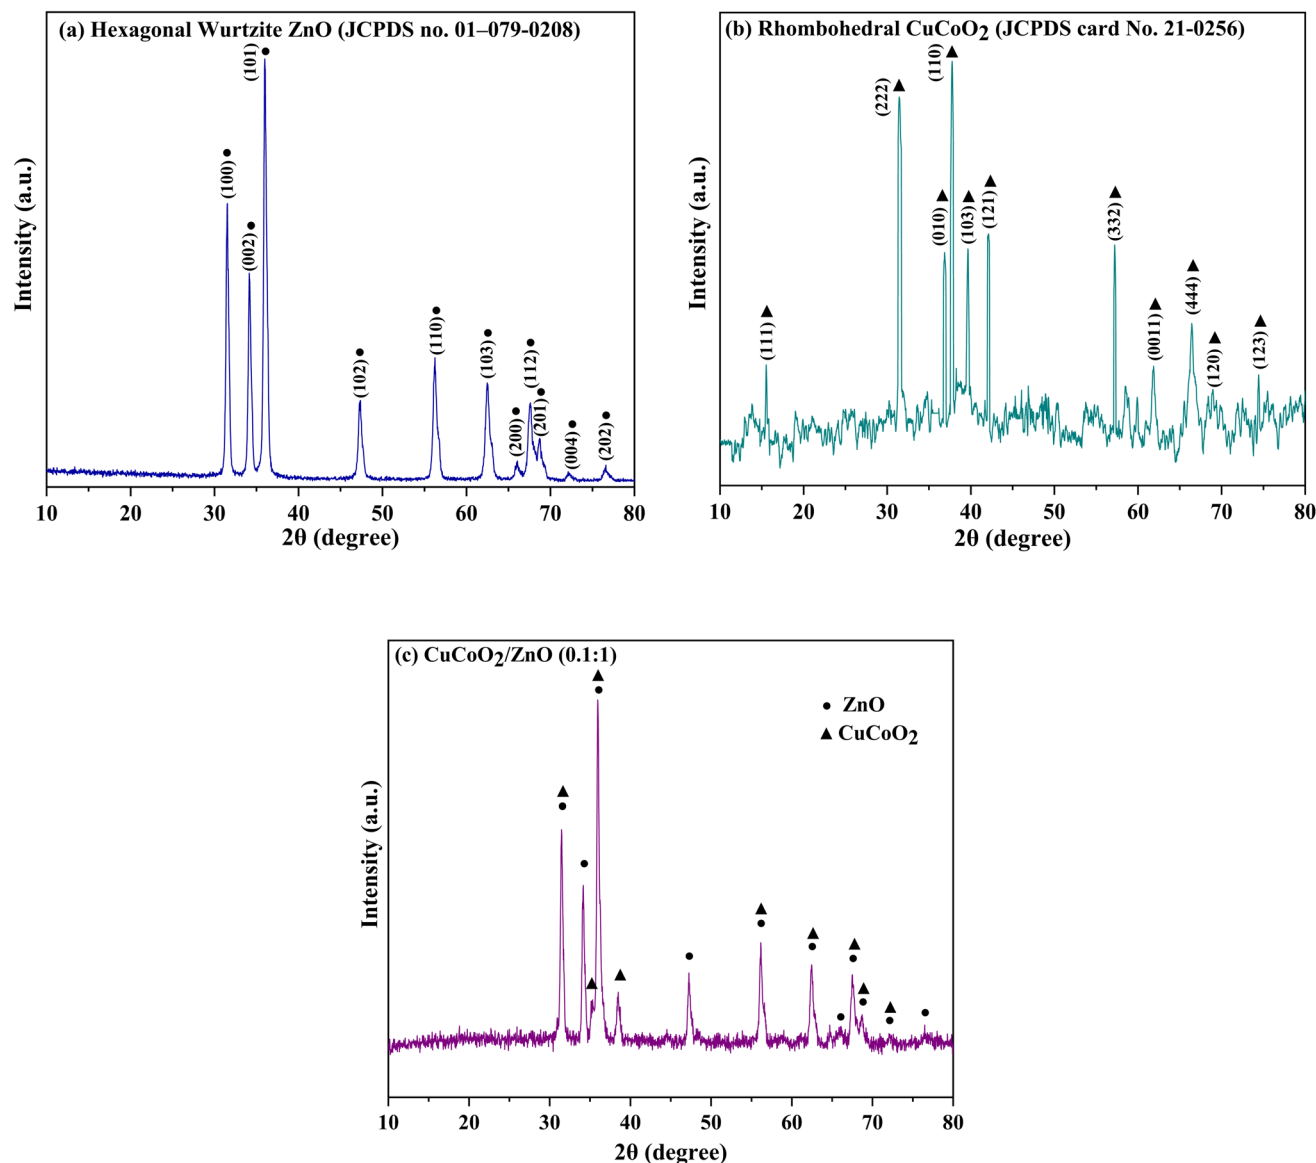 (a) Hexagonal Wurtzite ZnO (JCPDS no. 01–079-0208)
(101)
(100)
(002)
(102)
(110)
(103)
(112)
(200)
(201)
(004)
(202)
Intensity (a.u.)
10 20 30 40 50 60 70 80
2θ (degree)
(b) Rhombohedral CuCoO2 (JCPDS card No. 21-0256)
(110)
(222)
(010)
(103)
(121)
(332)
(111)
(0011)
(444)
(120)
(123)
Intensity (a.u.)
10 20 30 40 50 60 70 80
2θ (degree)
(c) CuCoO2/ZnO (0.1:1)
ZnO
CuCoO2
Intensity (a.u.)
10 20 30 40 50 60 70 80
2θ (degree)